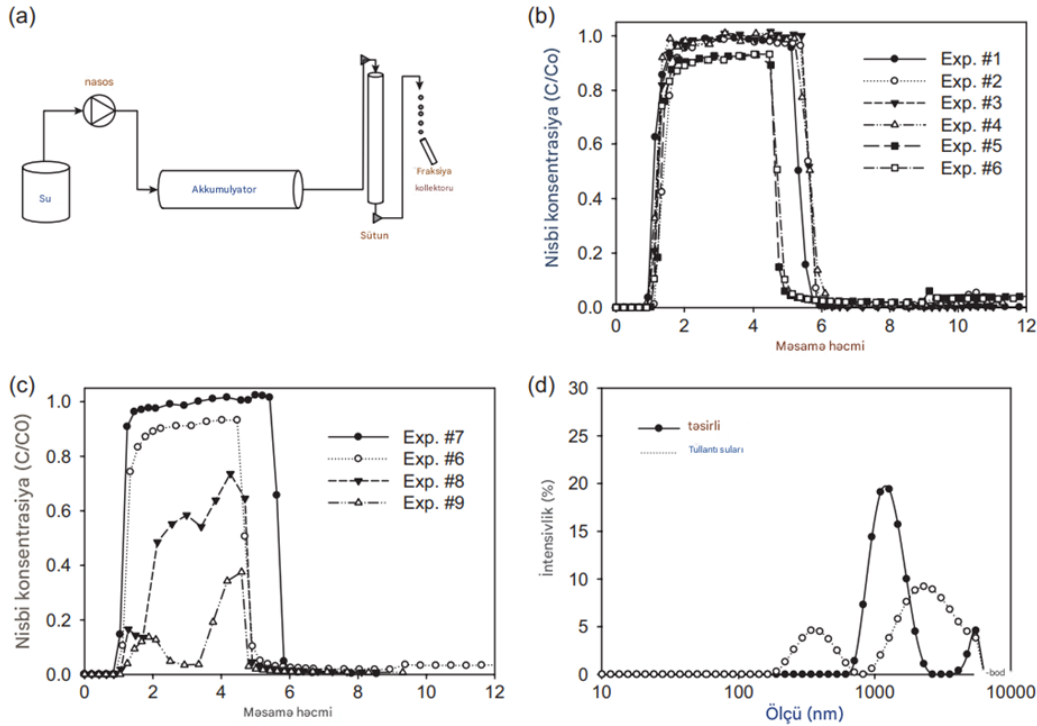 (a)
nasos
Su
Akkumulyator
Sütun
Fraksiya
kollektoru
(b)
Nisbi konsentrasiya (C/Co)
1.0
0.8
0.6
0.4
0.2
0.0
0 2 4 6 8 10 12
Məsamə həcmi
Exp. #1
Exp. #2
Exp. #3
Exp. #4
Exp. #5
Exp. #6
(c)
Nisbi konsentrasiya (C/C0)
1.0
0.8
0.6
0.4
0.2
0.0
0 2 4 6 8 10 12
Məsamə həcmi
Exp. #7
Exp. #6
Exp. #8
Exp. #9
(d)
İntensivlik (%)
30
25
20
15
10
5
0
10 100 1000 10000
Ölçü (nm)
təsirli
Tullantı suları
-bod